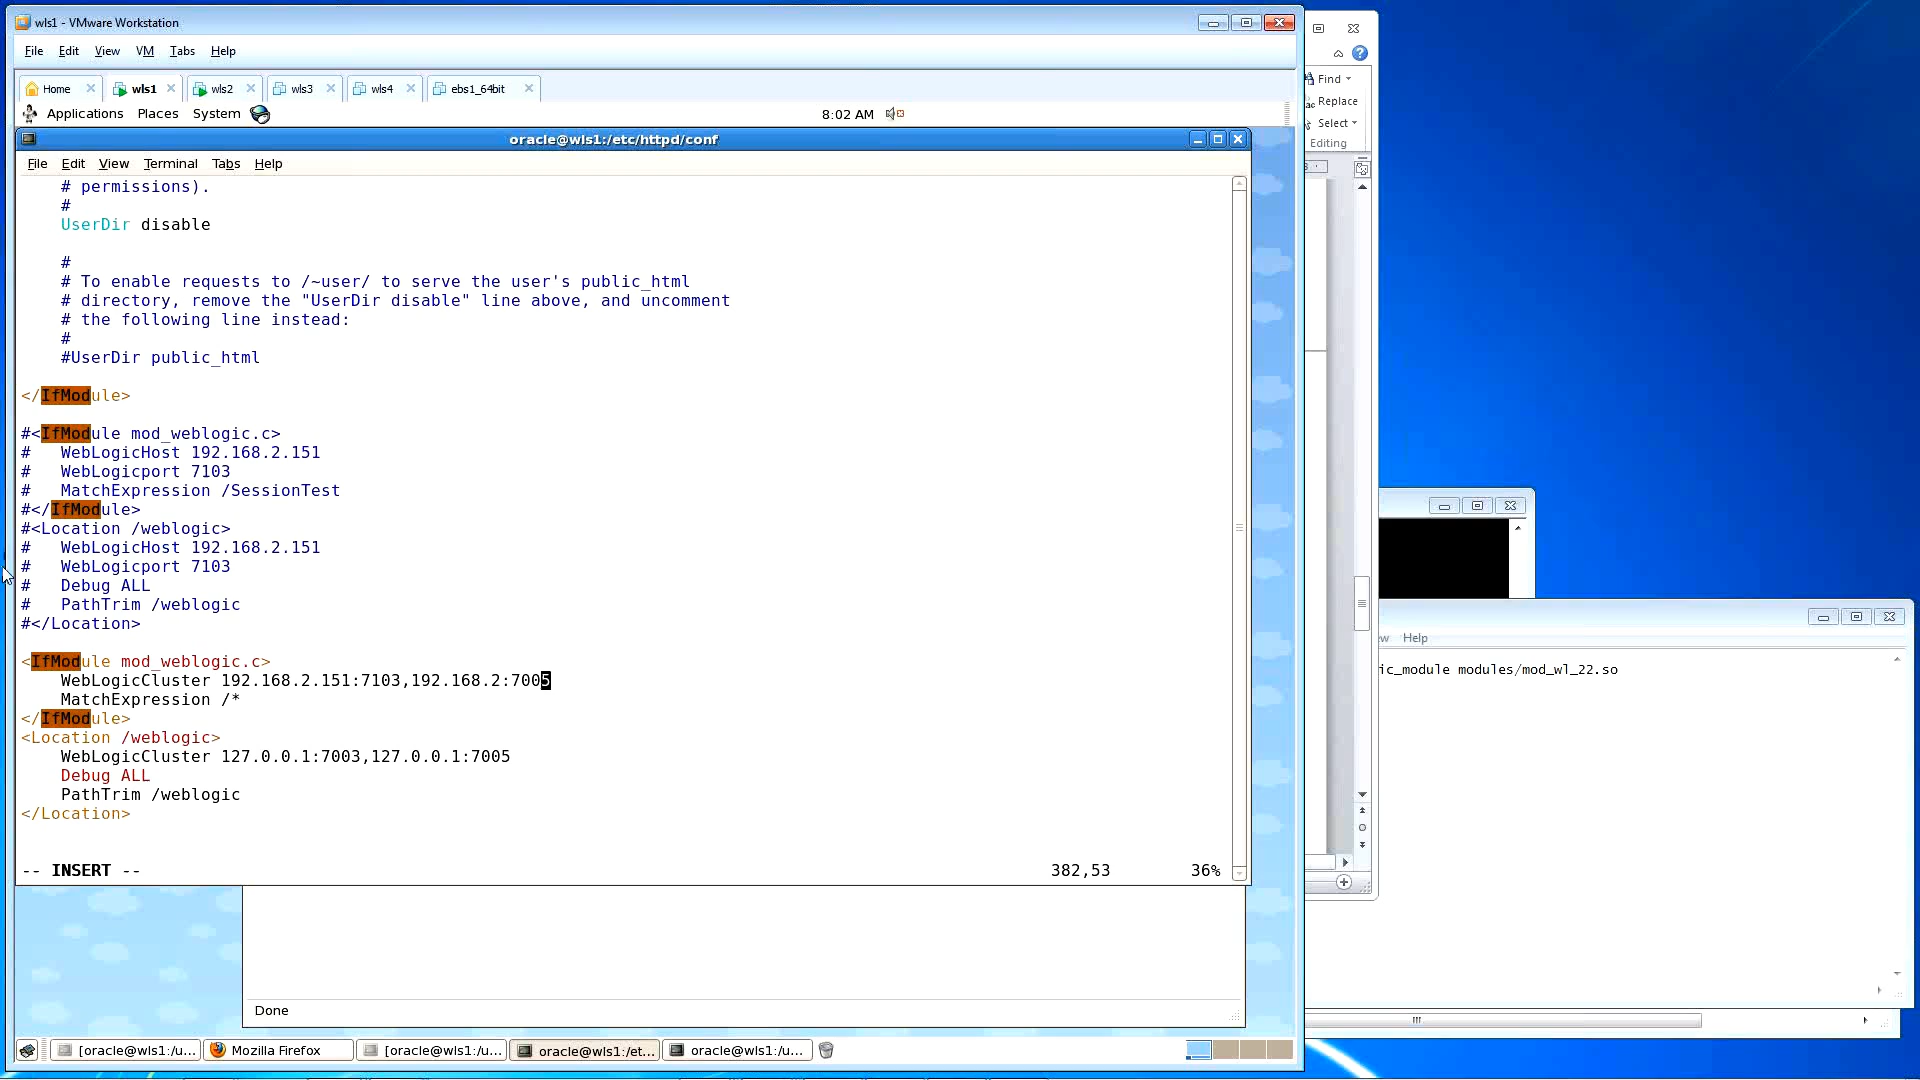 wls1 - VMware Workstation
File Edit View VM Tabs Help
Home wls1 wls2 wls3 wls4 ebs1_64bit
Applications Places System 8:02 AM
oracle@wls1:/etc/httpd/conf
File Edit View Terminal Tabs Help
# permissions).
#
UserDir disable
#
# To enable requests to /~user/ to serve the user's public_html
# directory, remove the "UserDir disable" line above, and uncomment
# the following line instead:
#
#UserDir public_html
</IfModule>
#<IfModule mod_weblogic.c>
#   WebLogicHost 192.168.2.151
#   WebLogicport 7103
#   MatchExpression /SessionTest
#</IfModule>
#<Location /weblogic>
#   WebLogicHost 192.168.2.151
#   WebLogicport 7103
#   Debug ALL
#   PathTrim /weblogic
#</Location>
<IfModule mod_weblogic.c>
WebLogicCluster 192.168.2.151:7103,192.168.2:7005
MatchExpression /*
</IfModule>
<Location /weblogic>
WebLogicCluster 127.0.0.1:7003,127.0.0.1:7005
Debug ALL
PathTrim /weblogic
</Location>
-- INSERT -- 382,53 36%
Done
[oracle@wls1:/u... Mozilla Firefox [oracle@wls1:/u... oracle@wls1:/et... oracle@wls1:/u...
Find
Replace
Select
Editing
Help
ic_module modules/mod_wl_22.so